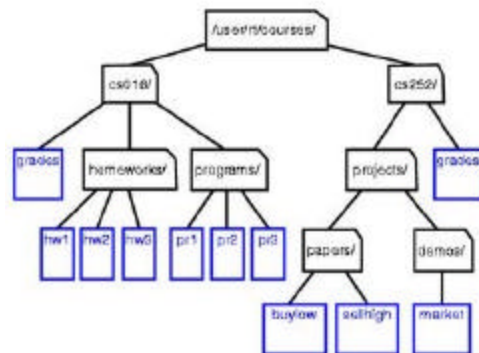 /user/rt/courses/
cs016/
cs252/
grades
homeworks/
programs/
projects/
grades
hw1
hw2
hw3
pr1
pr2
pr3
papers/
demos/
buylow
sellhigh
market